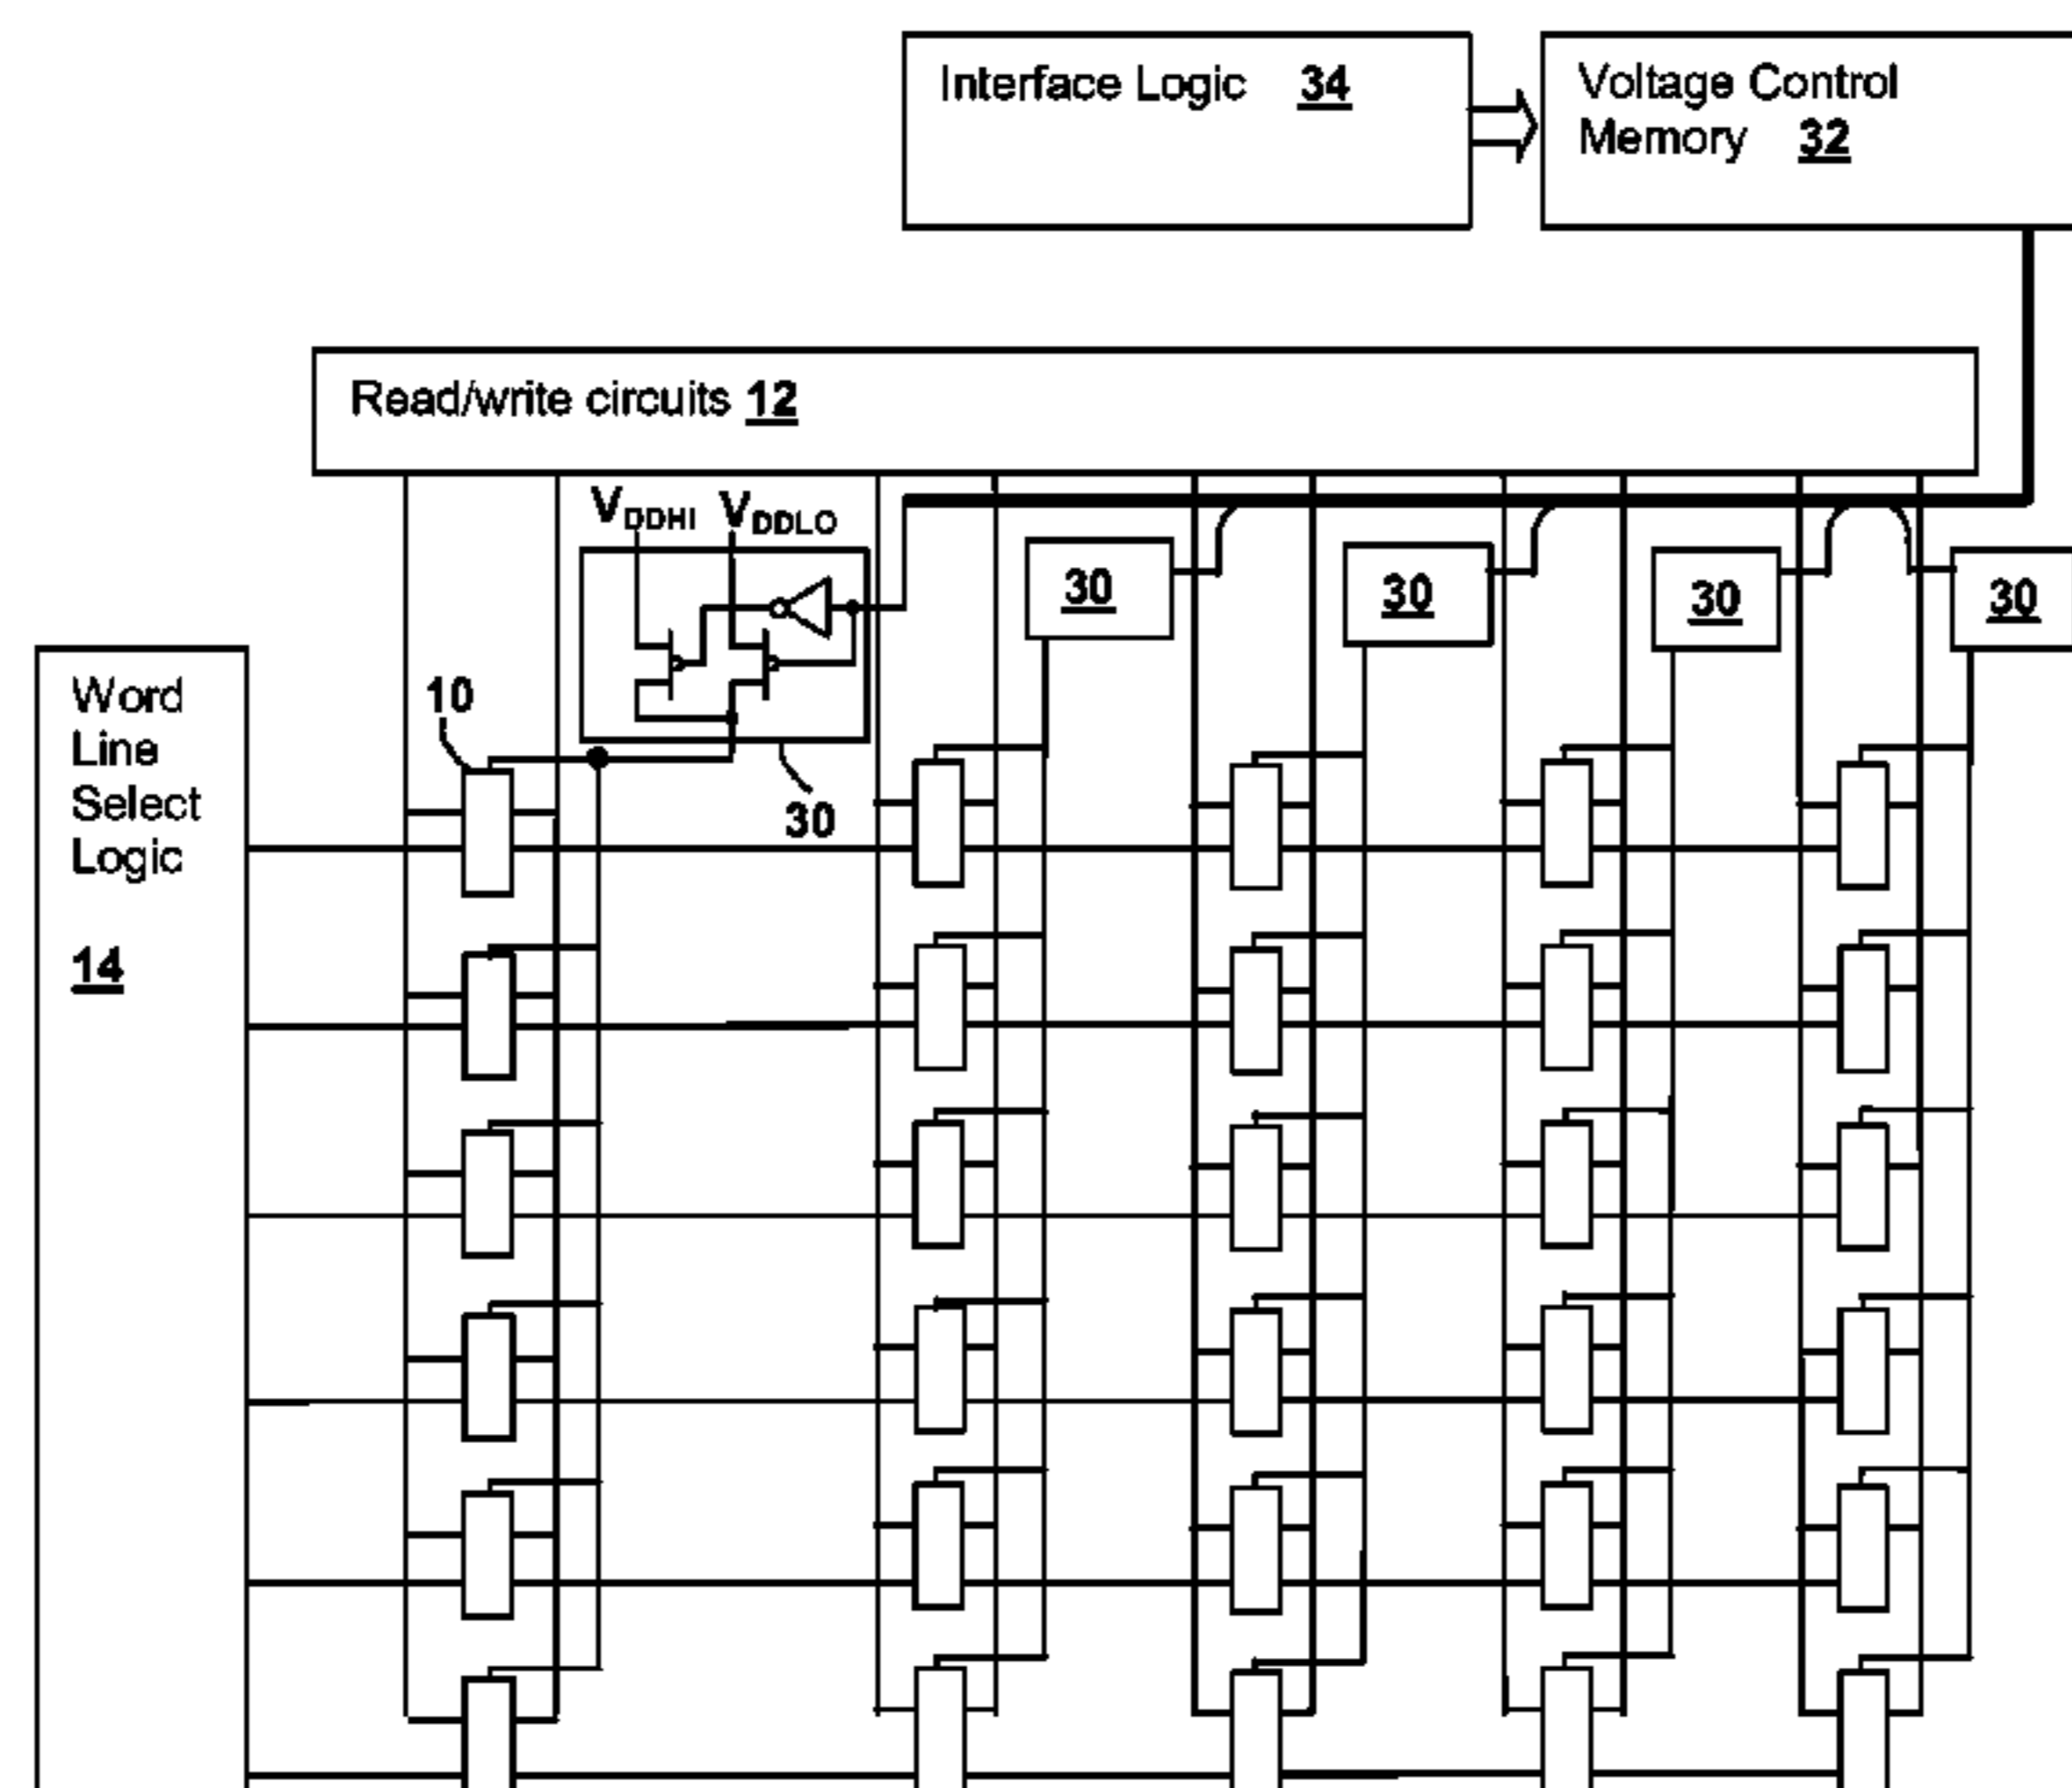 Interface Logic 34
Voltage Control
Memory 32
Read/write circuits 12
VDDHI VDDLO
30
30
30
30
Word
Line
Select
Logic
14
10
30